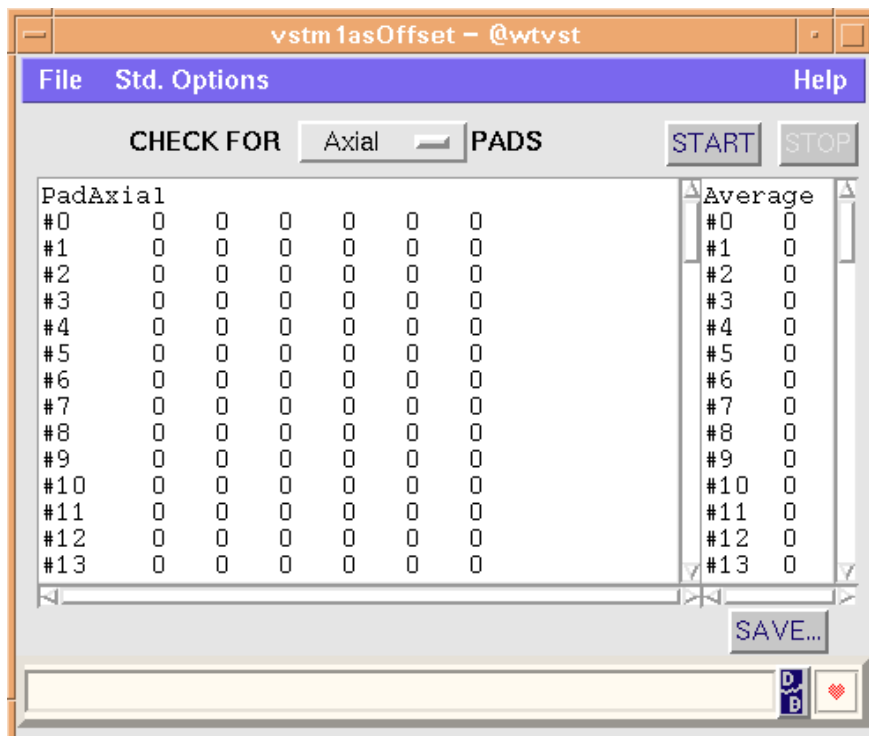 vstm1asOffset - @wtvst
File Std. Options Help
CHECK FOR Axial PADS START STOP
PadAxial
#0 0 0 0 0 0 0
#1 0 0 0 0 0 0
#2 0 0 0 0 0 0
#3 0 0 0 0 0 0
#4 0 0 0 0 0 0
#5 0 0 0 0 0 0
#6 0 0 0 0 0 0
#7 0 0 0 0 0 0
#8 0 0 0 0 0 0
#9 0 0 0 0 0 0
#10 0 0 0 0 0 0
#11 0 0 0 0 0 0
#12 0 0 0 0 0 0
#13 0 0 0 0 0 0
Average
#0 0
#1 0
#2 0
#3 0
#4 0
#5 0
#6 0
#7 0
#8 0
#9 0
#10 0
#11 0
#12 0
#13 0
SAVE...
D
B